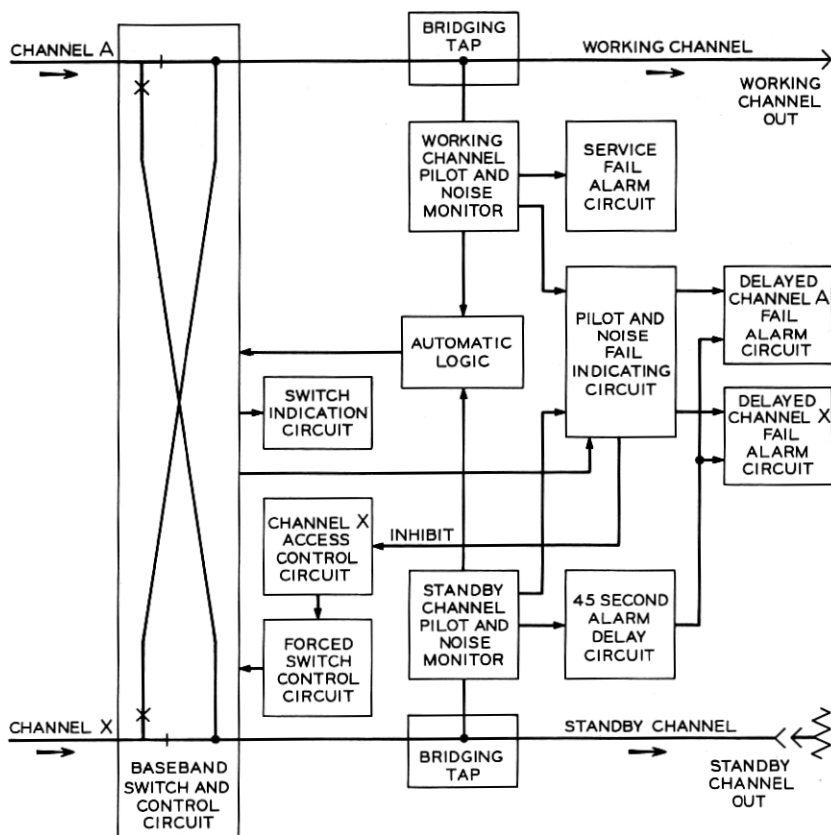 CHANNEL A
BRIDGING
TAP
WORKING CHANNEL
WORKING
CHANNEL
OUT
WORKING
CHANNEL
PILOT AND
NOISE
MONITOR
SERVICE
FAIL
ALARM
CIRCUIT
PILOT AND
NOISE
FAIL
INDICATING
CIRCUIT
DELAYED
CHANNEL A
FAIL
ALARM
CIRCUIT
AUTOMATIC
LOGIC
SWITCH
INDICATION
CIRCUIT
DELAYED
CHANNEL X
FAIL
ALARM
CIRCUIT
CHANNEL X
ACCESS
CONTROL
CIRCUIT
INHIBIT
STANDBY
CHANNEL
PILOT AND
NOISE
MONITOR
45 SECOND
ALARM
DELAY
CIRCUIT
FORCED
SWITCH
CONTROL
CIRCUIT
CHANNEL X
BRIDGING
TAP
STANDBY CHANNEL
STANDBY
CHANNEL
OUT
BASEBAND
SWITCH AND
CONTROL
CIRCUIT